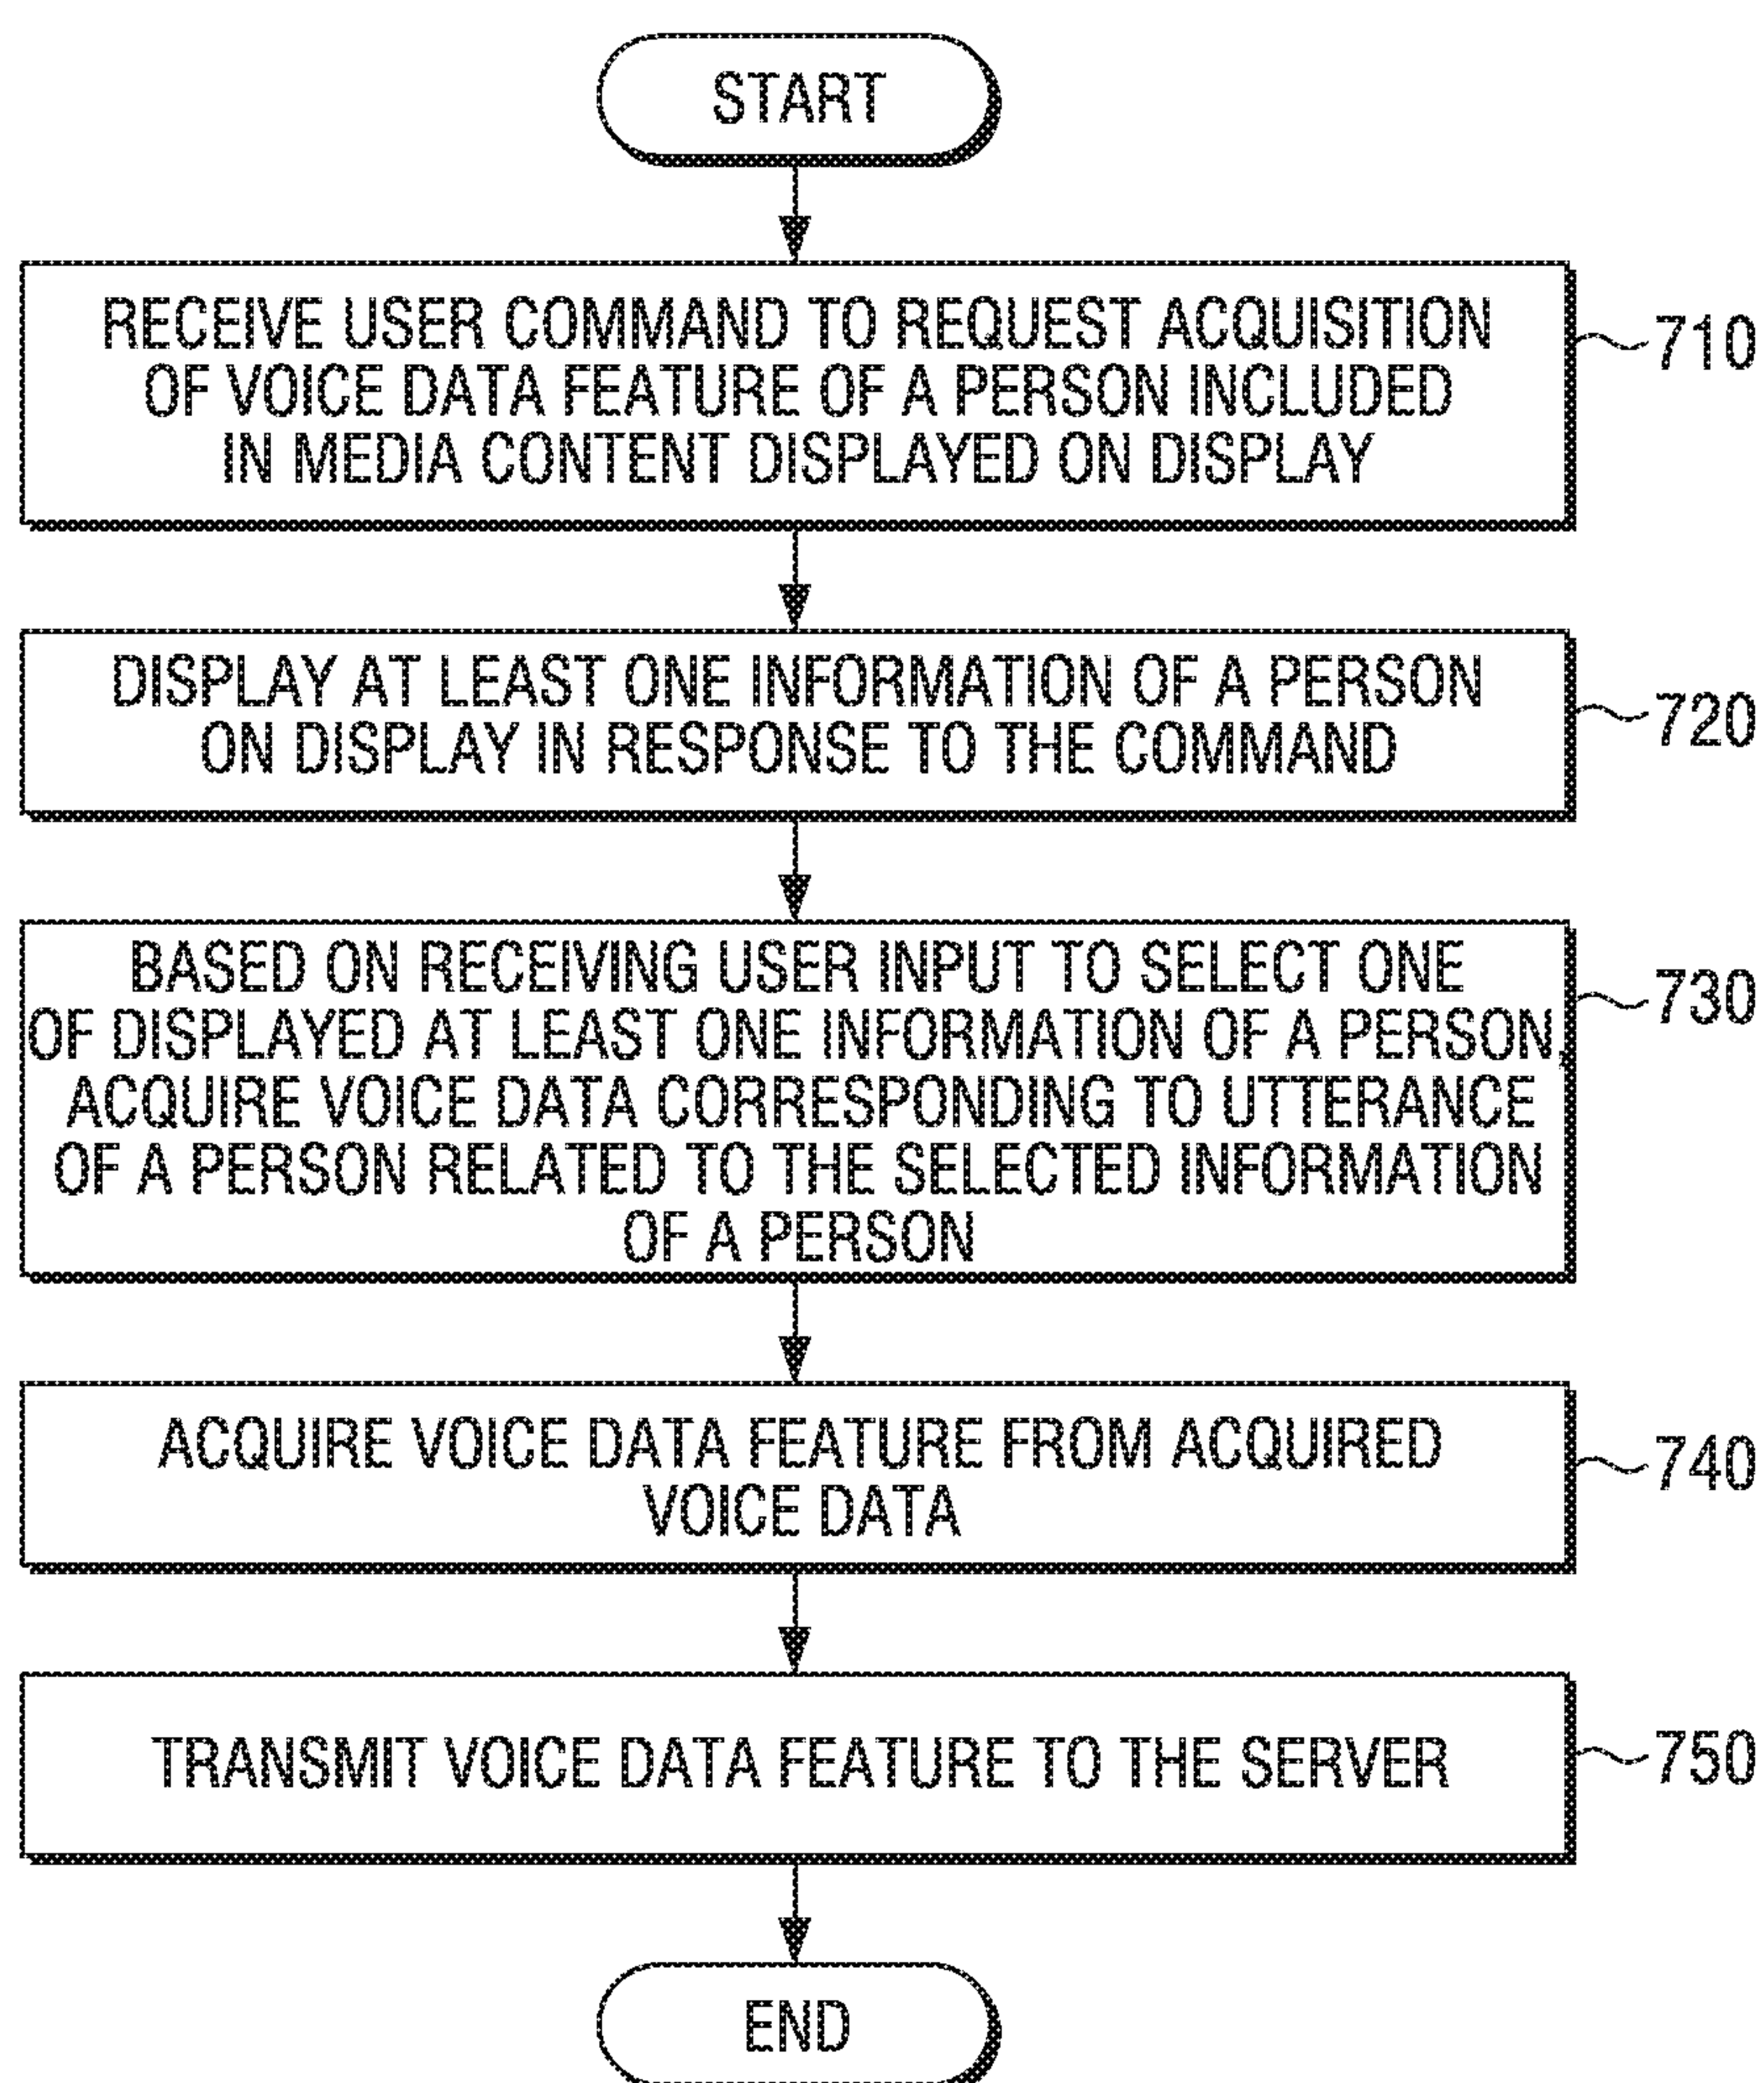 START
RECEIVE USER COMMAND TO REQUEST ACQUISITION
OF VOICE DATA FEATURE OF A PERSON INCLUDED
IN MEDIA CONTENT DISPLAYED ON DISPLAY
710
DISPLAY AT LEAST ONE INFORMATION OF A PERSON
ON DISPLAY IN RESPONSE TO THE COMMAND
720
BASED ON RECEIVING USER INPUT TO SELECT ONE
OF DISPLAYED AT LEAST ONE INFORMATION OF A PERSON,
ACQUIRE VOICE DATA CORRESPONDING TO UTTERANCE
OF A PERSON RELATED TO THE SELECTED INFORMATION
OF A PERSON
730
ACQUIRE VOICE DATA FEATURE FROM ACQUIRED
VOICE DATA
740
TRANSMIT VOICE DATA FEATURE TO THE SERVER
750
END